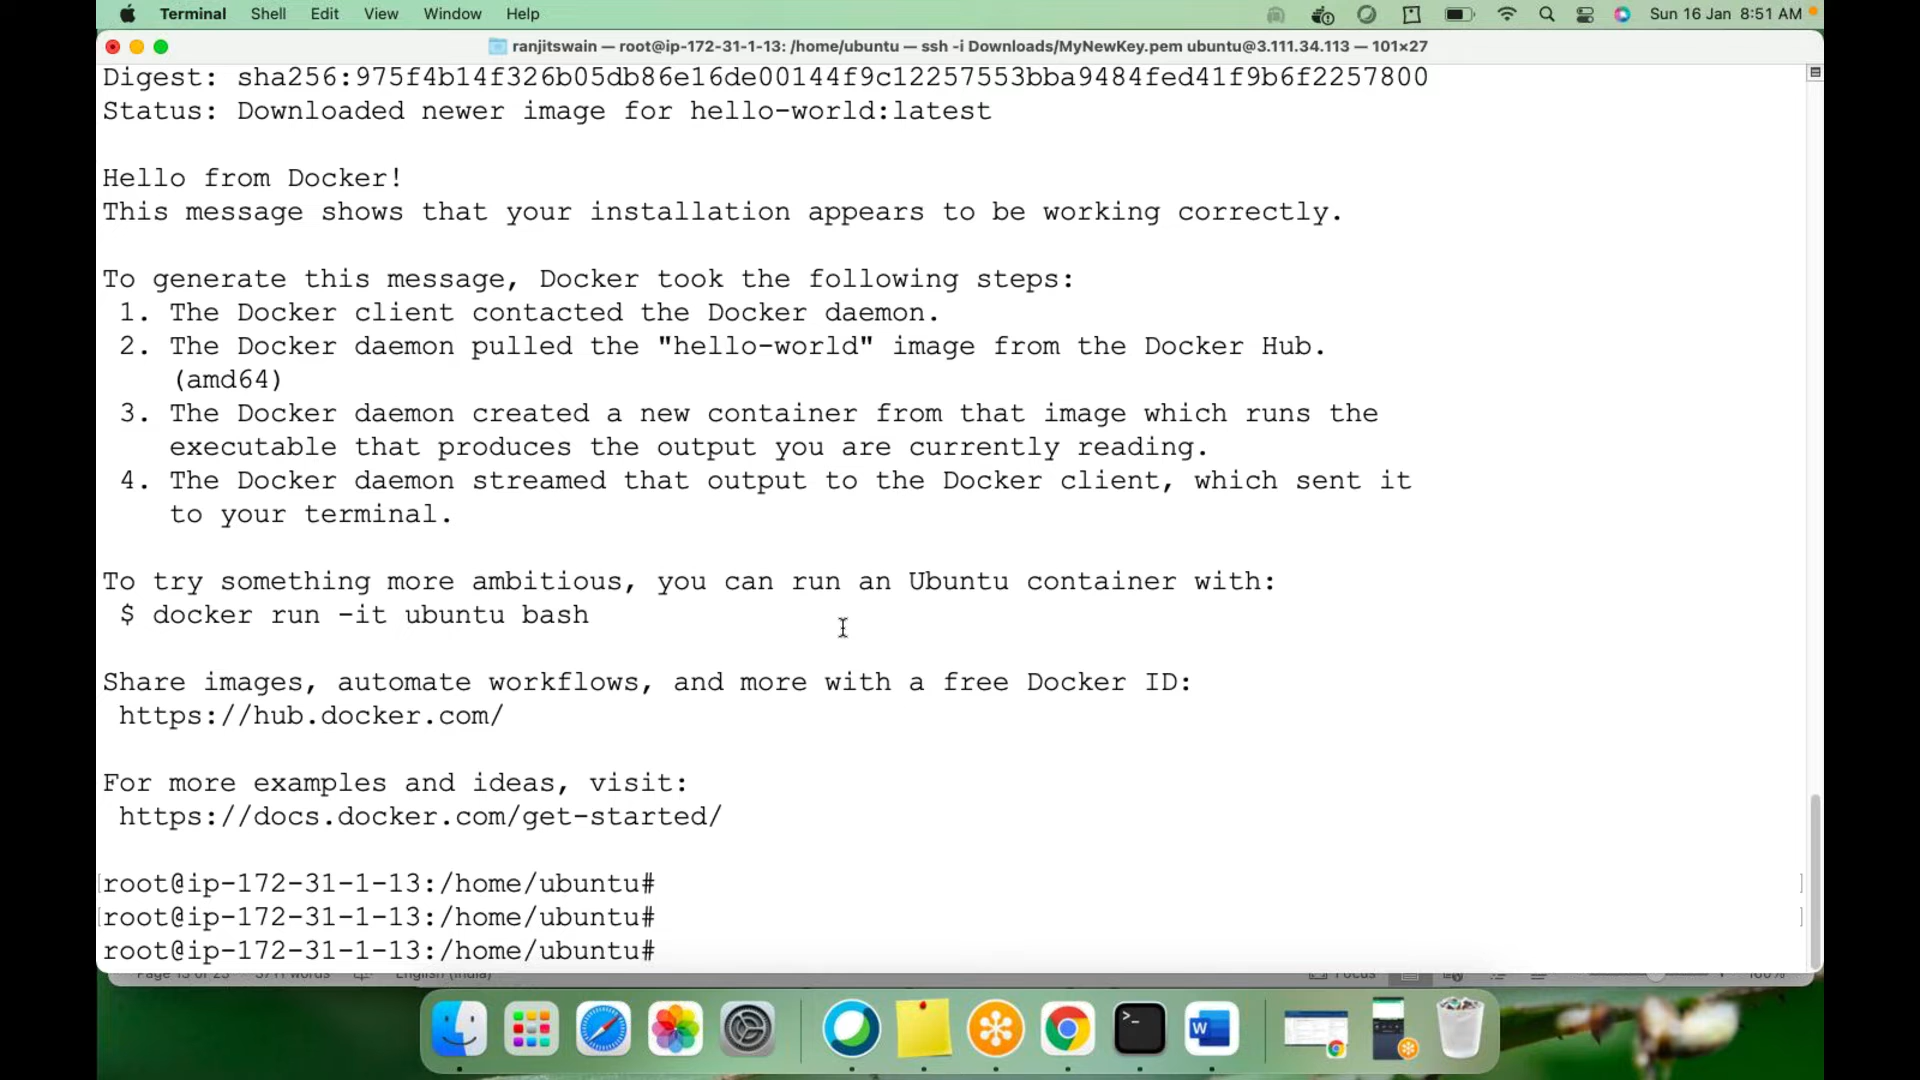 Terminal Shell Edit View Window Help Sun 16 Jan 8:51 AM
ranjitswain — root@ip-172-31-1-13: /home/ubuntu — ssh -i Downloads/MyNewKey.pem ubuntu@3.111.34.113 — 101×27
Digest: sha256:975f4b14f326b05db86e16de00144f9c12257553bba9484fed41f9b6f2257800
Status: Downloaded newer image for hello-world:latest
Hello from Docker!
This message shows that your installation appears to be working correctly.
To generate this message, Docker took the following steps:
1. The Docker client contacted the Docker daemon.
2. The Docker daemon pulled the "hello-world" image from the Docker Hub.
(amd64)
3. The Docker daemon created a new container from that image which runs the
executable that produces the output you are currently reading.
4. The Docker daemon streamed that output to the Docker client, which sent it
to your terminal.
To try something more ambitious, you can run an Ubuntu container with:
$ docker run -it ubuntu bash
Share images, automate workflows, and more with a free Docker ID:
https://hub.docker.com/
For more examples and ideas, visit:
https://docs.docker.com/get-started/
[root@ip-172-31-1-13:/home/ubuntu# ]
[root@ip-172-31-1-13:/home/ubuntu# ]
root@ip-172-31-1-13:/home/ubuntu#
English (India) Focus
W